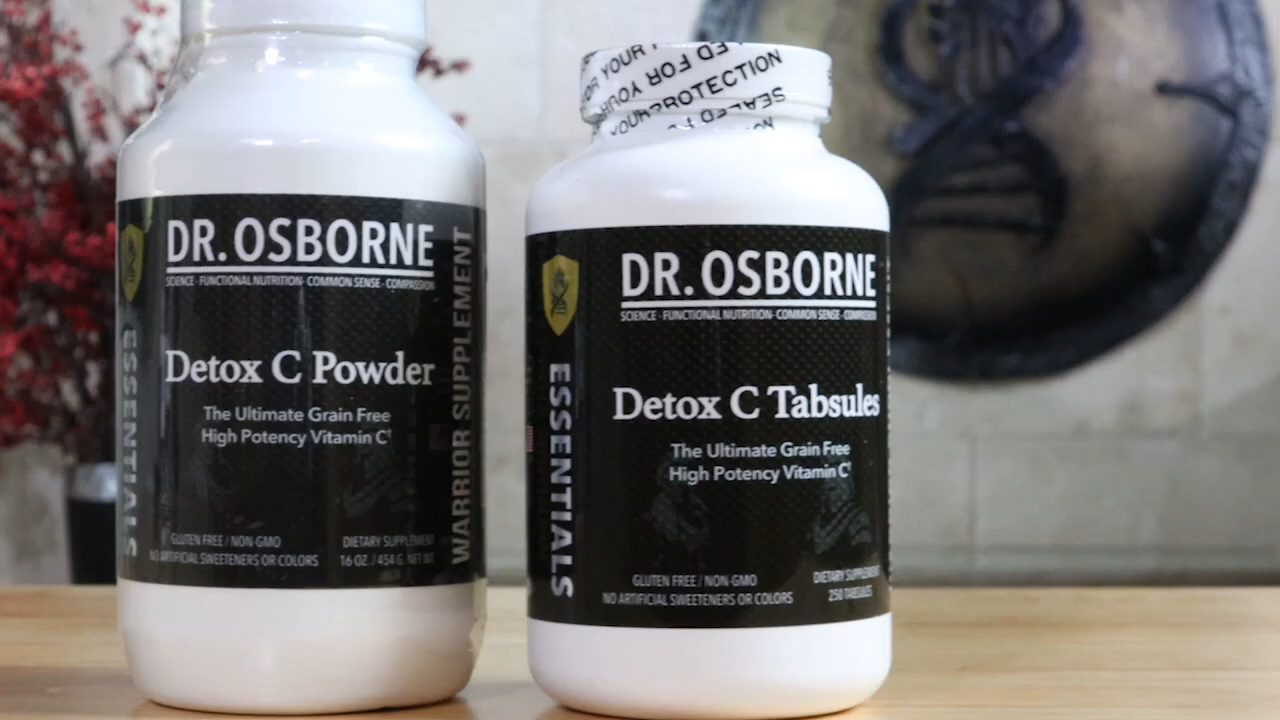 DR. OSBORNE
SCIENCE - FUNCTIONAL NUTRITION - COMMON SENSE - COMPASSION
ESSENTIALS
Detox C Powder
The Ultimate Grain Free
High Potency Vitamin C†
GLUTEN FREE / NON-GMO
NO ARTIFICIAL SWEETENERS OR COLORS
DIETARY SUPPLEMENT
16 OZ. / 454 G. NET WT.
WARRIOR SUPPLEMENT
YOUR
FOR YOUR
PROTECTION
SEALED
DR. OSBORNE
SCIENCE - FUNCTIONAL NUTRITION - COMMON SENSE - COMPASSION
ESSENTIALS
Detox C Tabsules
The Ultimate Grain Free
High Potency Vitamin C†
GLUTEN FREE / NON-GMO
NO ARTIFICIAL SWEETENERS OR COLORS
DIETARY SUPPLEMENT
250 TABSULES